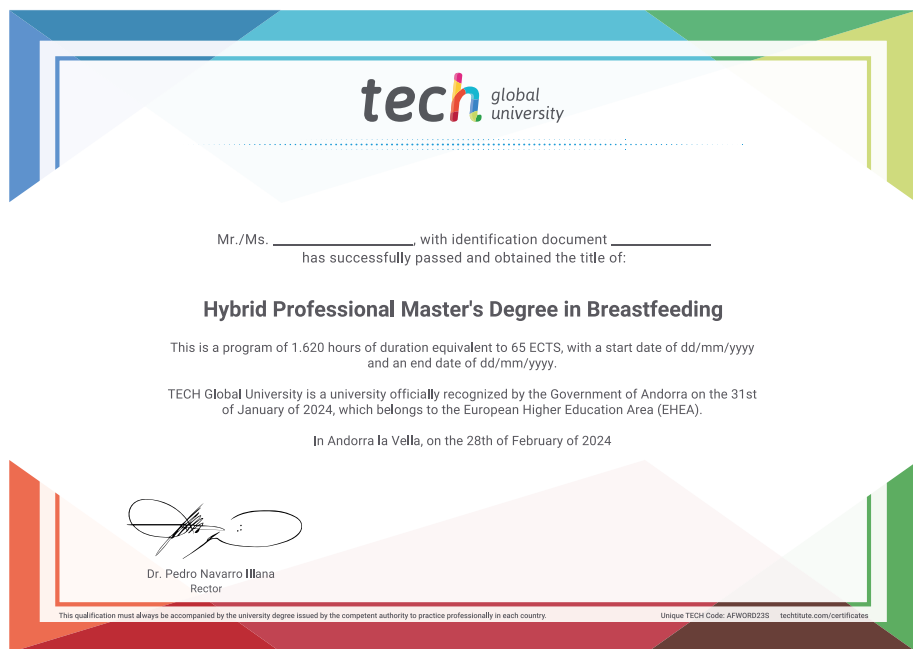 tech global
university
Mr./Ms. ____________, with identification document ____________
has successfully passed and obtained the title of:
Hybrid Professional Master's Degree in Breastfeeding
This is a program of 1.620 hours of duration equivalent to 65 ECTS, with a start date of dd/mm/yyyy
and an end date of dd/mm/yyyy.
TECH Global University is a university officially recognized by the Government of Andorra on the 31st
of January of 2024, which belongs to the European Higher Education Area (EHEA).
In Andorra la Vella, on the 28th of February of 2024
Dr. Pedro Navarro Illana
Rector
This qualification must always be accompanied by the university degree issued by the competent authority to practice professionally in each country.
Unique TECH Code: AFWORD23S techtitute.com/certificates